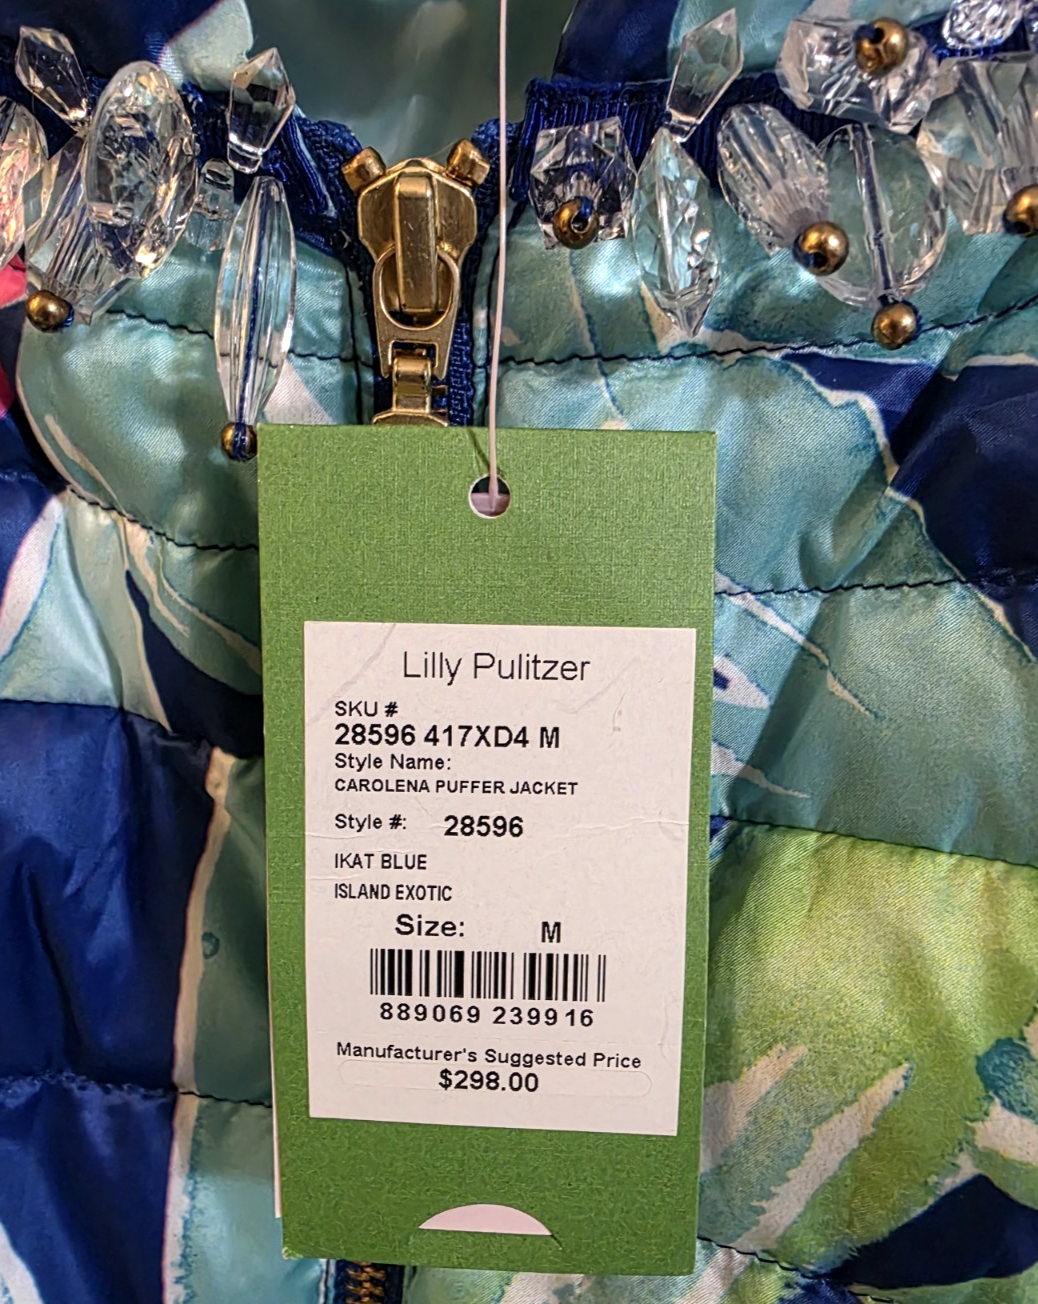 Lilly Pulitzer
SKU #
28596 417XD4 M
Style Name:
CAROLENA PUFFER JACKET
Style #: 28596
IKAT BLUE
ISLAND EXOTIC
Size: M
889069 239916
Manufacturer's Suggested Price
$298.00